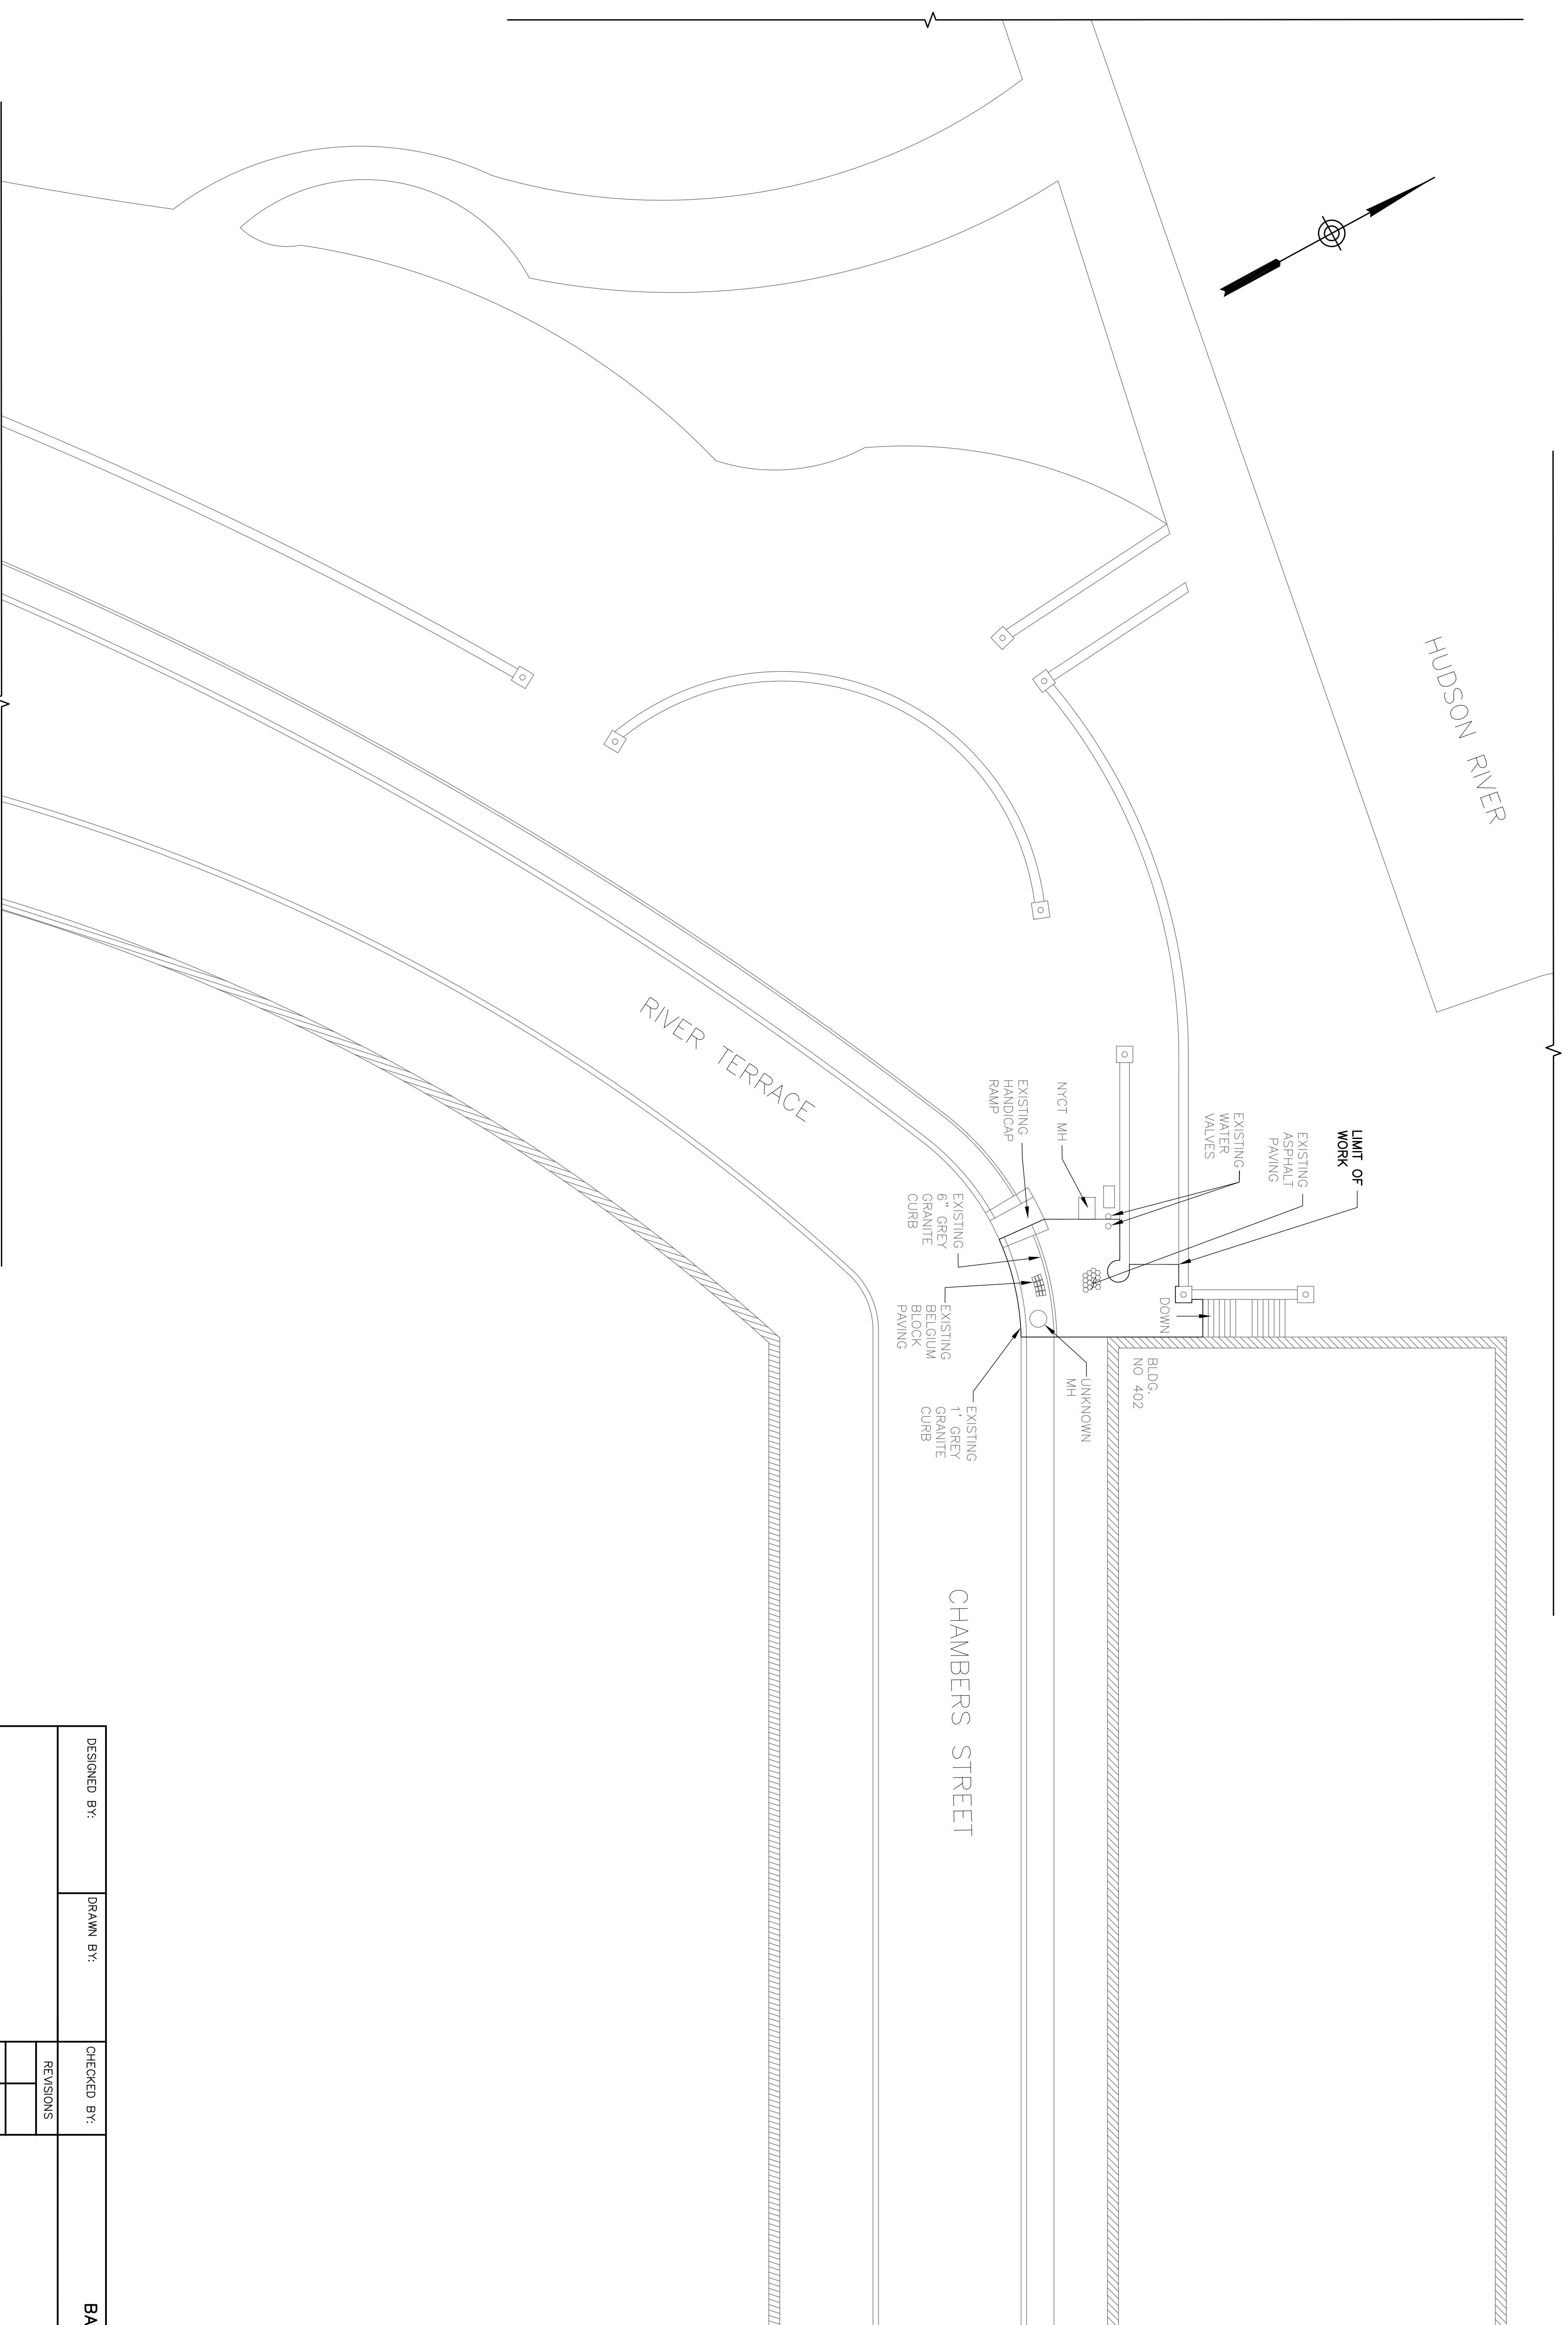 HUDSON RIVER
LIMIT OF
WORK
EXISTING
ASPHALT
PAVING
EXISTING
WATER
VALVES
NYCT MH
EXISTING
HANDICAP
RAMP
RIVER TERRACE
EXISTING
6" GREY
GRANITE
CURB
EXISTING
BELGIUM
BLOCK
PAVING
DOWN
BLDG.
NO 402
UNKNOWN
MH
EXISTING
1' GREY
GRANITE
CURB
CHAMBERS STREET
DESIGNED BY:
DRAWN BY:
CHECKED BY:
REVISIONS
BA